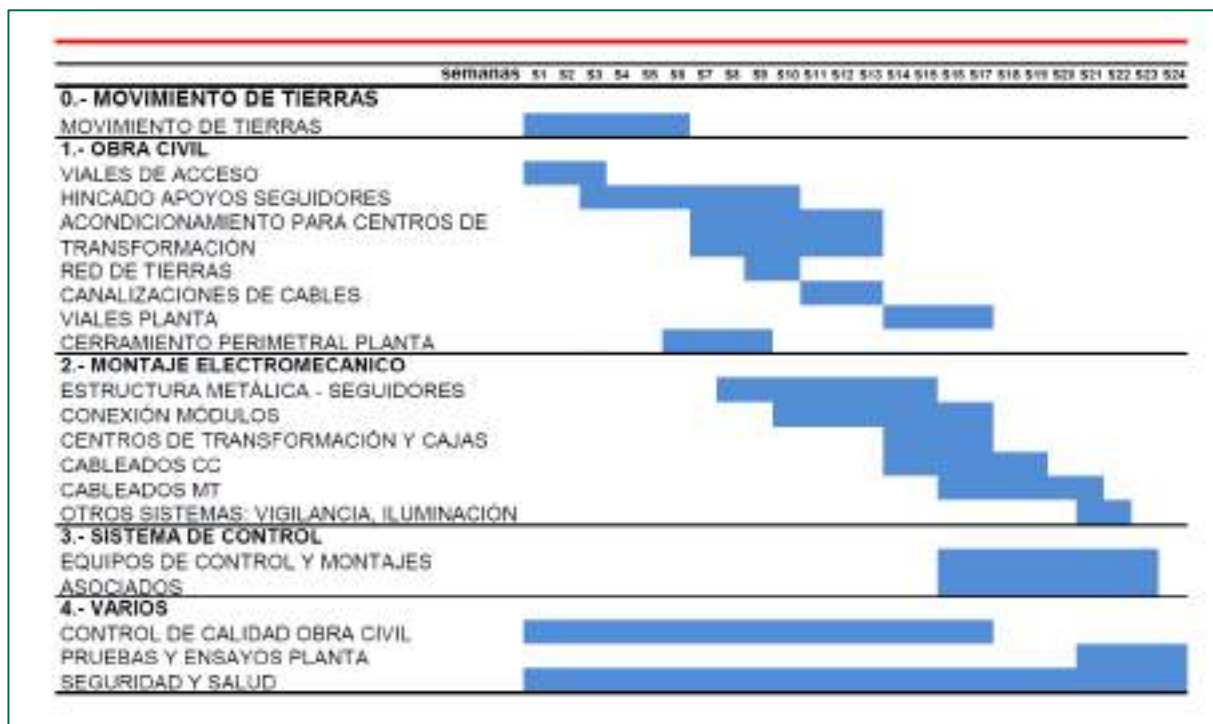 semanas S1 S2 S3 S4 S5 S6 S7 S8 S9 S10 S11 S12 S13 S14 S15 S16 S17 S18 S19 S20 S21 S22 S23 S24
0.- MOVIMIENTO DE TIERRAS
MOVIMIENTO DE TIERRAS
1.- OBRA CIVIL
VIALES DE ACCESO
HINCADO APOYOS SEGUIDORES
ACONDICIONAMIENTO PARA CENTROS DE
TRANSFORMACIÓN
RED DE TIERRAS
CANALIZACIONES DE CABLES
VIALES PLANTA
CERRAMIENTO PERIMETRAL PLANTA
2.- MONTAJE ELECTROMECANICO
ESTRUCTURA METÁLICA - SEGUIDORES
CONEXIÓN MÓDULOS
CENTROS DE TRANSFORMACIÓN Y CAJAS
CABLEADOS CC
CABLEADOS MT
OTROS SISTEMAS: VIGILANCIA, ILUMINACIÓN
3.- SISTEMA DE CONTROL
EQUIPOS DE CONTROL Y MONTAJES
ASOCIADOS
4.- VARIOS
CONTROL DE CALIDAD OBRA CIVIL
PRUEBAS Y ENSAYOS PLANTA
SEGURIDAD Y SALUD